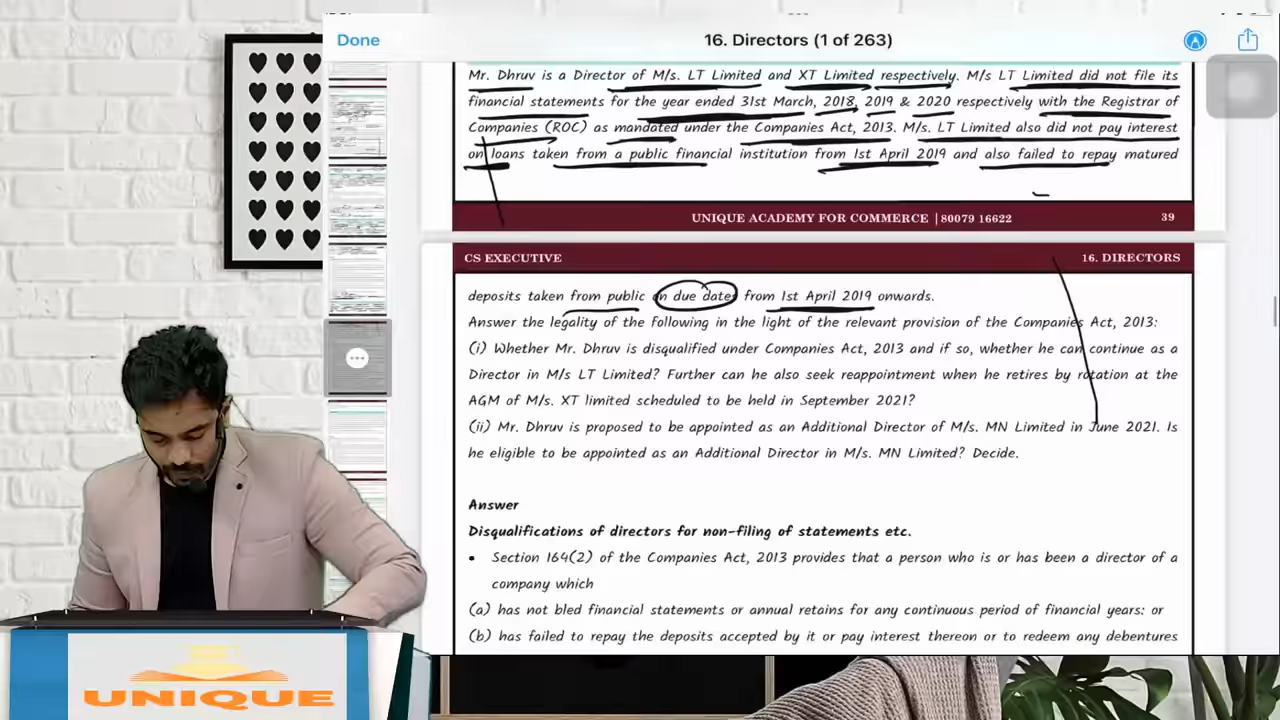 Done
16. Directors (1 of 263)
Mr. Dhruv is a Director of M/s. LT Limited and XT Limited respectively. M/s LT Limited did not file its
financial statements for the year ended 31st March, 2018, 2019 & 2020 respectively with the Registrar of
Companies (ROC) as mandated under the Companies Act, 2013. M/s. LT Limited also did not pay interest
on loans taken from a public financial institution from 1st April 2019 and also failed to repay matured
UNIQUE ACADEMY FOR COMMERCE |80079 16622
39
CS EXECUTIVE
16. DIRECTORS
deposits taken from public on due dates from 1st April 2019 onwards.
Answer the legality of the following in the light of the relevant provision of the Companies Act, 2013:
(i) Whether Mr. Dhruv is disqualified under Companies Act, 2013 and if so, whether he can continue as a
Director in M/s LT Limited? Further can he also seek reappointment when he retires by rotation at the
AGM of M/s. XT limited scheduled to be held in September 2021?
(ii) Mr. Dhruv is proposed to be appointed as an Additional Director of M/s. MN Limited in June 2021. Is
he eligible to be appointed as an Additional Director in M/s. MN Limited? Decide.
Answer
Disqualifications of directors for non-filing of statements etc.
• Section 164(2) of the Companies Act, 2013 provides that a person who is or has been a director of a
company which
(a) has not bled financial statements or annual retains for any continuous period of financial years: or
(b) has failed to repay the deposits accepted by it or pay interest thereon or to redeem any debentures
UNIQUE